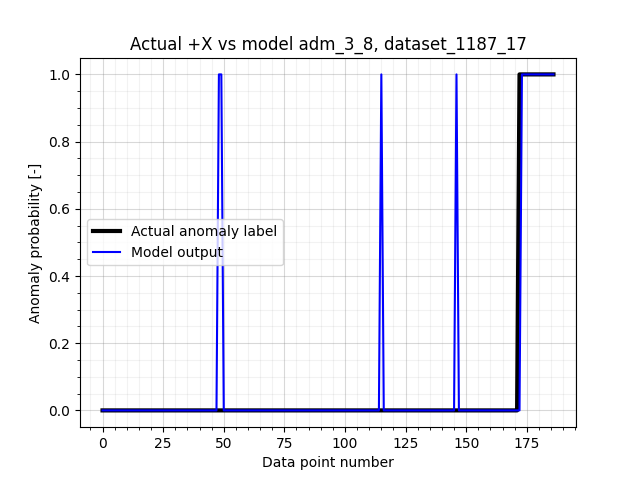 Actual +X vs model adm_3_8, dataset_1187_17
1.0
0.8
0.6
0.4
0.2
0.0
Anomaly probability [-]
Actual anomaly label
Model output
0 25 50 75 100 125 150 175
Data point number